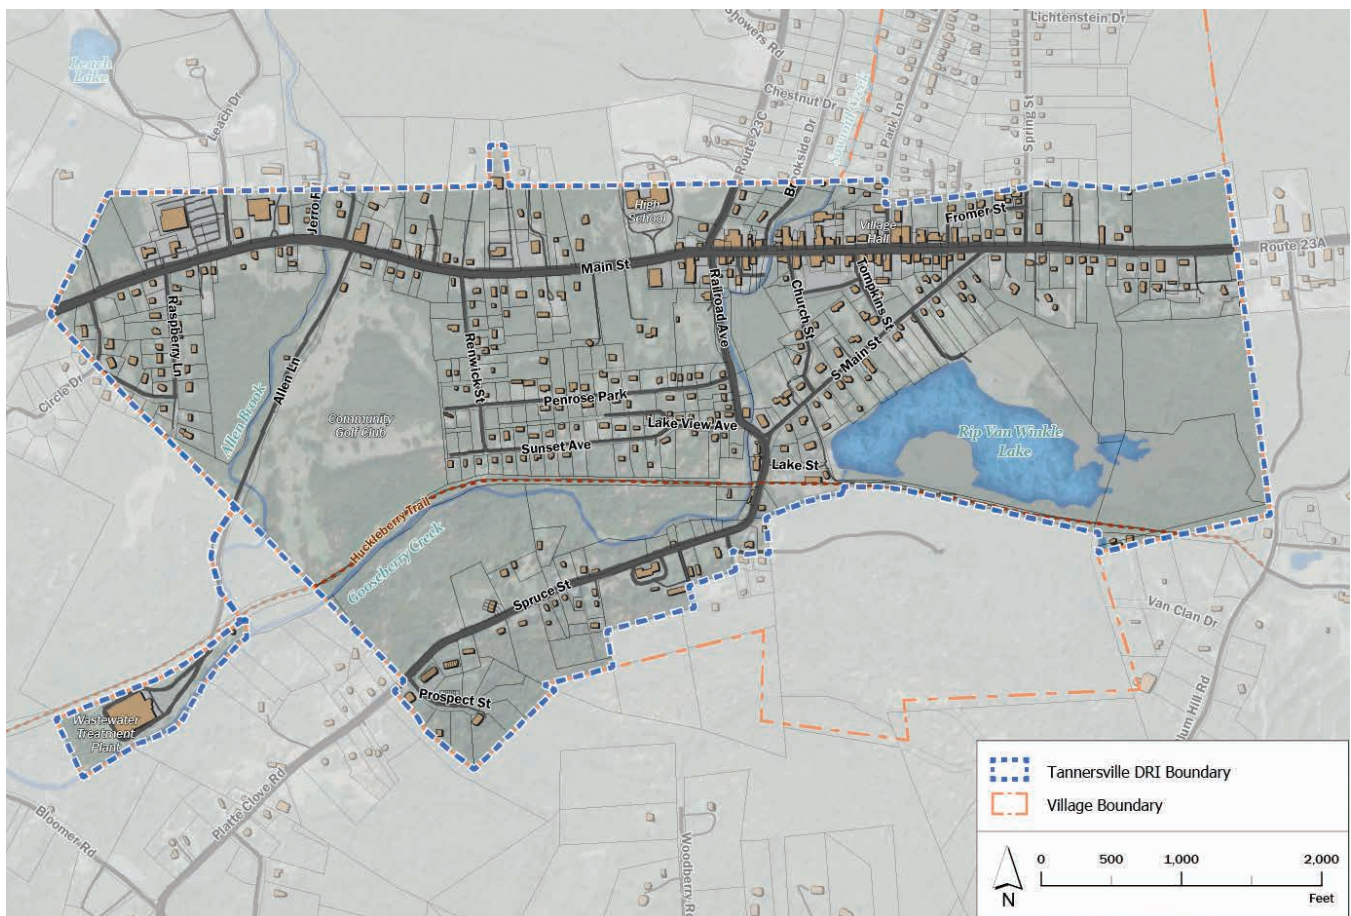 Lichtenstein Dr
Showers Rd
Leach
Lake
Chestnut Dr
Leach Dr
Route 23C
Brookside Dr
Sawmill Creek
Park Ln
Spring St
High
School
Village
Hall
Fromer St
Route 23A
Main St
Railroad Ave
Church St
Tompkins St
S Main St
Raspberry Ln
Renwick St
Allen Ln
Allen Brook
Circle Dr
Penrose Park
Community
Golf Club
Lake View Ave
Sunset Ave
Rip Van Winkle
Lake
Lake St
Huckleberry Trail
Gooseberry Creek
Spruce St
Van Clan Dr
Prospect St
Wastewater
Treatment
Plant
Platte Clove Rd
Bloomer Rd
Woodberry Rd
Tannersville DRI Boundary
Village Boundary
N
0 500 1,000 2,000
Feet